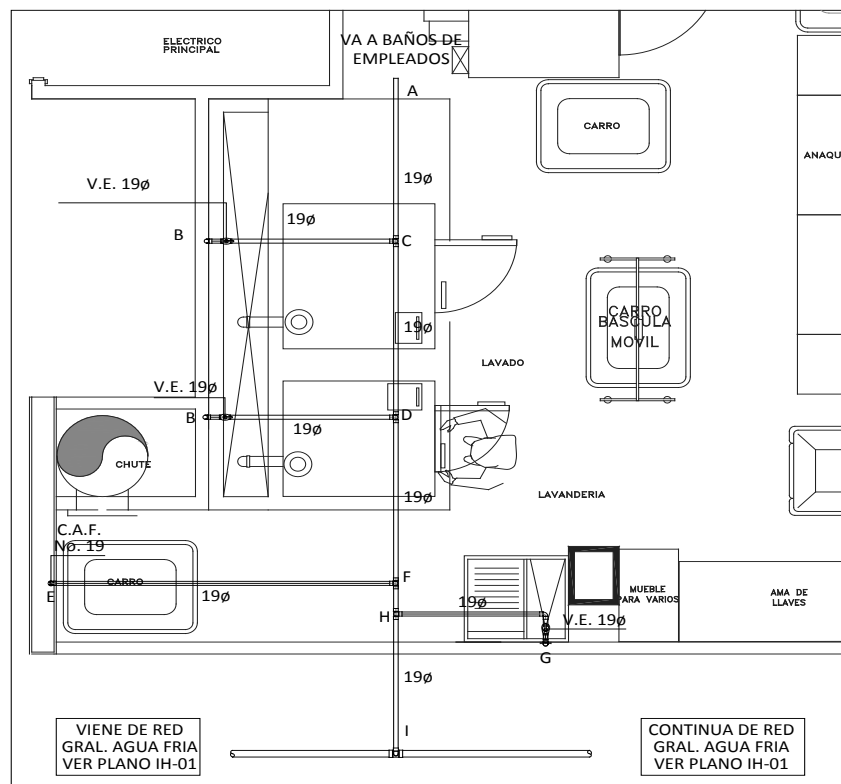 ELECTRICO
PRINCIPAL
VA A BAÑOS DE
EMPLEADOS
A
CARRO
ANAQU
19ø
V.E. 19ø
19ø
B
C
CARRO
BASCULA
MOVIL
19ø
LAVADO
V.E. 19ø
B
D
19ø
CHUTE
19ø
LAVANDERIA
C.A.F.
No. 19
E
CARRO
19ø
F
H
19ø
V.E. 19ø
G
MUEBLE
PARA VARIOS
AMA DE
LLAVES
19ø
I
VIENE DE RED
GRAL. AGUA FRIA
VER PLANO IH-01
CONTINUA DE RED
GRAL. AGUA FRIA
VER PLANO IH-01